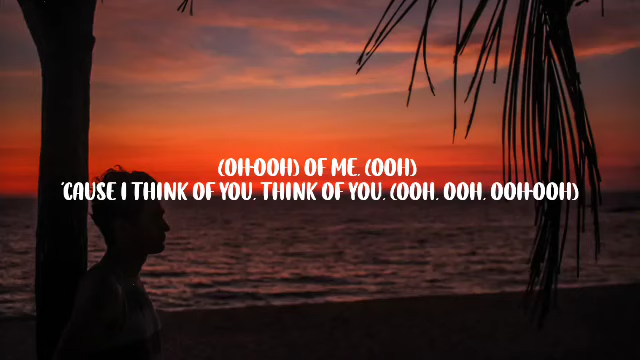 (OH-OOH) OF ME, (OOH)
'CAUSE I THINK OF YOU, THINK OF YOU, (OOH, OOH, OOH-OOH)